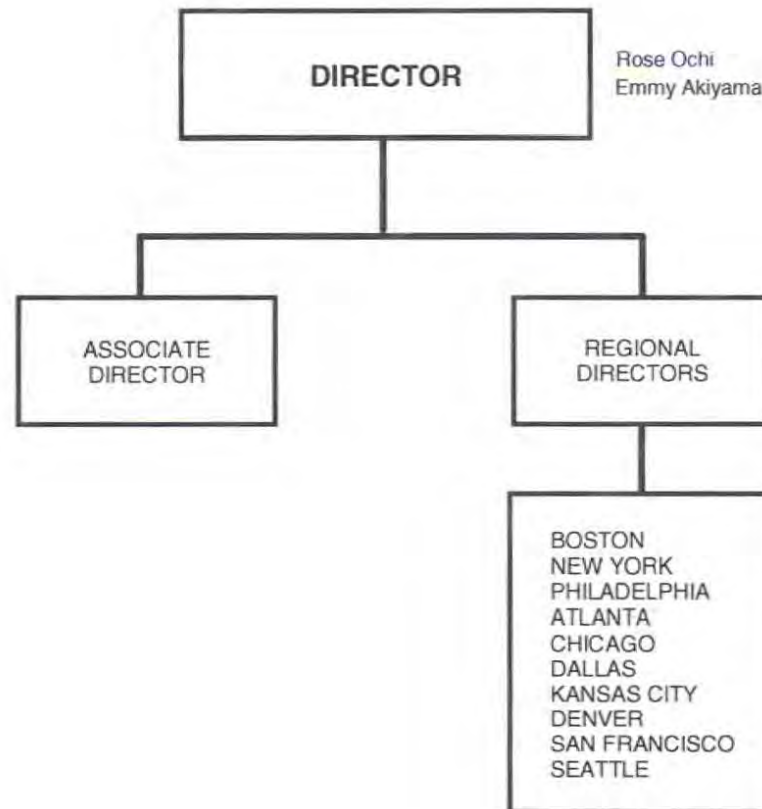 DIRECTOR
Rose Ochi
Emmy Akiyama
ASSOCIATE
DIRECTOR
REGIONAL
DIRECTORS
BOSTON
NEW YORK
PHILADELPHIA
ATLANTA
CHICAGO
DALLAS
KANSAS CITY
DENVER
SAN FRANCISCO
SEATTLE